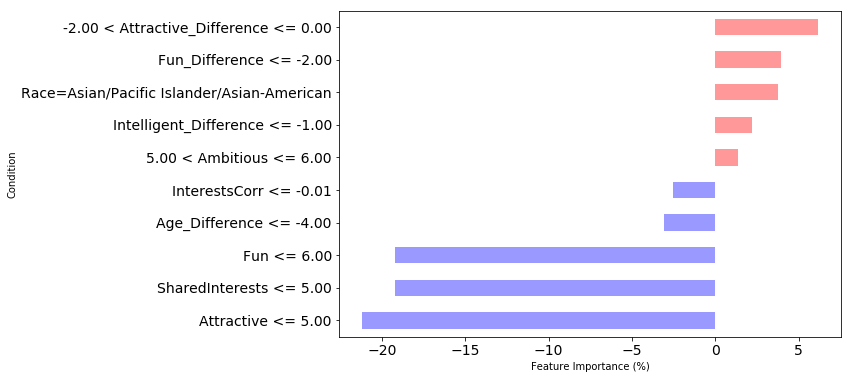 -2.00 < Attractive_Difference <= 0.00
Fun_Difference <= -2.00
Race=Asian/Pacific Islander/Asian-American
Intelligent_Difference <= -1.00
5.00 < Ambitious <= 6.00
InterestsCorr <= -0.01
Age_Difference <= -4.00
Fun <= 6.00
SharedInterests <= 5.00
Attractive <= 5.00
Condition
−20 −15 −10 −5 0 5
Feature Importance (%)